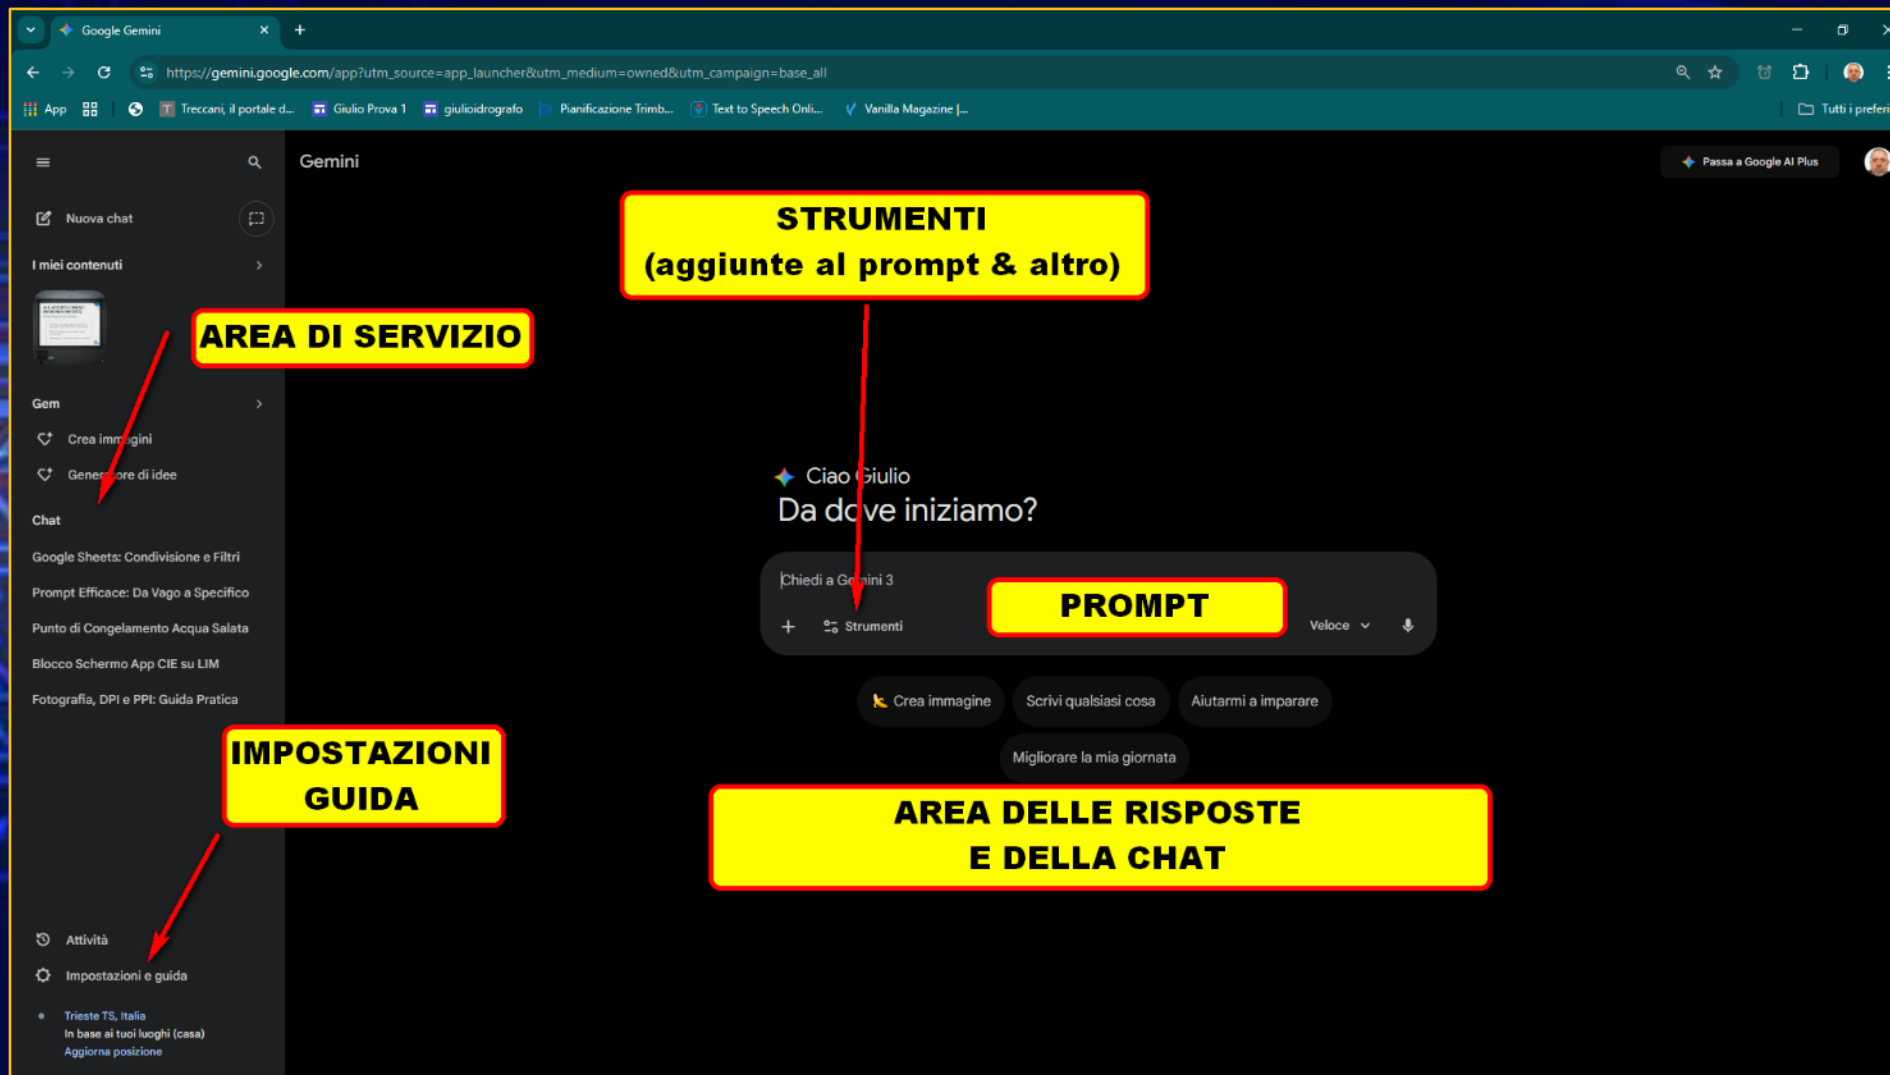 Google Gemini
https://gemini.google.com/app?utm_source=app_launcher&utm_medium=owned&utm_campaign=base_all
App
Treccani, il portale d...
Giulio Prova 1
giulioidrografo
Pianificazione Trimb...
Text to Speech Onli...
Vanilla Magazine |...
Tutti i preferi
Gemini
Passa a Google AI Plus
Nuova chat
I miei contenuti
STRUMENTI
(aggiunte al prompt & altro)
AREA DI SERVIZIO
Gem
Crea immagini
Generatore di idee
Chat
Google Sheets: Condivisione e Filtri
Prompt Efficace: Da Vago a Specifico
Punto di Congelamento Acqua Salata
Blocco Schermo App CIE su LIM
Fotografia, DPI e PPI: Guida Pratica
Ciao Giulio
Da dove iniziamo?
Chiedi a Gemini 3
PROMPT
Strumenti
Veloce
Crea immagine
Scrivi qualsiasi cosa
Aiutarmi a imparare
Migliorare la mia giornata
IMPOSTAZIONI
GUIDA
AREA DELLE RISPOSTE
E DELLA CHAT
Attività
Impostazioni e guida
Trieste TS, Italia
In base ai tuoi luoghi (casa)
Aggiorna posizione